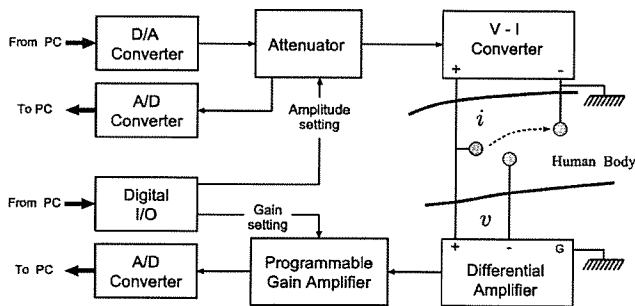 From PC
D/A
Converter
Attenuator
V - I
Converter
+
-
To PC
A/D
Converter
Amplitude
setting
i
Human Body
From PC
Digital
I/O
Gain
setting
v
+
-
G
To PC
A/D
Converter
Programmable
Gain Amplifier
Differential
Amplifier